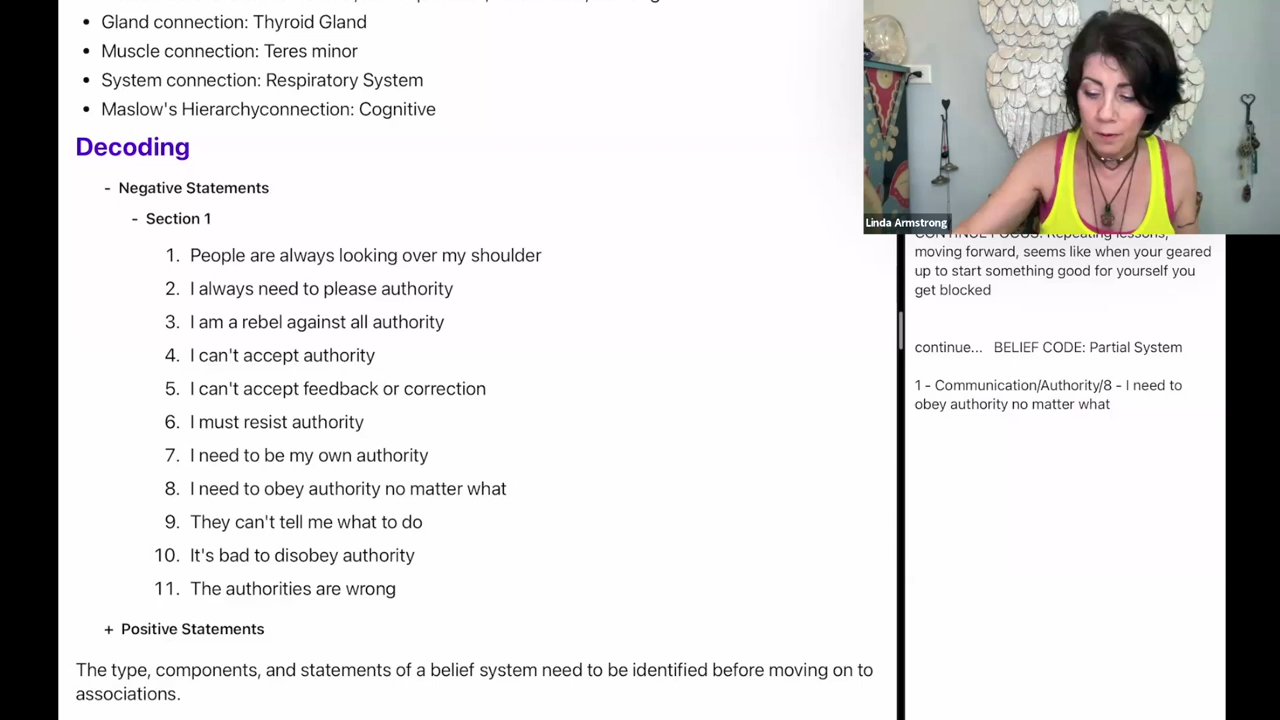 Gland connection: Thyroid Gland
Muscle connection: Teres minor
System connection: Respiratory System
Maslow's Hierarchyconnection: Cognitive
Decoding
- Negative Statements
- Section 1
1. People are always looking over my shoulder
2. I always need to please authority
3. I am a rebel against all authority
4. I can't accept authority
5. I can't accept feedback or correction
6. I must resist authority
7. I need to be my own authority
8. I need to obey authority no matter what
9. They can't tell me what to do
10. It's bad to disobey authority
11. The authorities are wrong
+ Positive Statements
The type, components, and statements of a belief system need to be identified before moving on to
associations.
Linda Armstrong
CONTINUE FOCUS: Repeating lessons,
moving forward, seems like when your geared
up to start something good for yourself you
get blocked
continue... BELIEF CODE: Partial System
1 - Communication/Authority/8 - I need to
obey authority no matter what